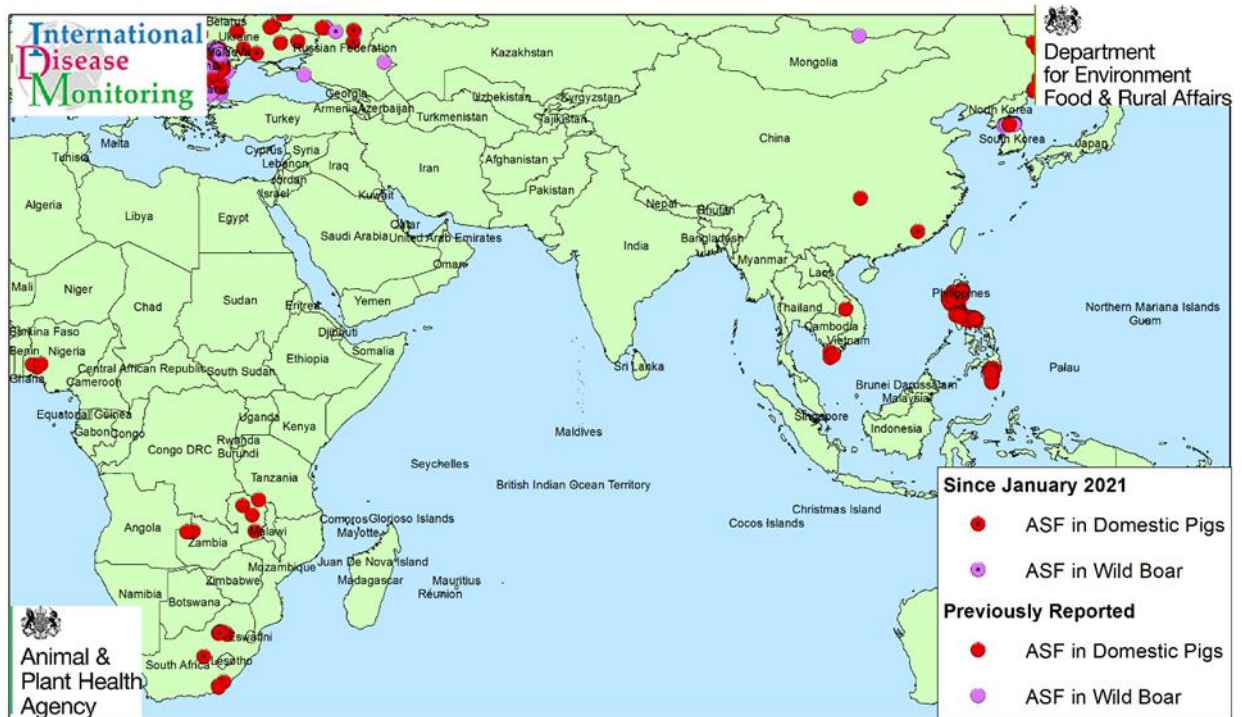 International
Disease
Monitoring
Department
for Environment
Food & Rural Affairs
Belarus
Ukraine
Russian Federation
Kazakhstan
Mongolia
Georgia
Armenia
Azerbaijan
Uzbekistan
Kyrgyzstan
Turkey
Turkmenistan
Tajikistan
China
North Korea
South Korea
Japan
Malta
Tunisia
Cyprus
Syria
Lebanon
Iraq
Iran
Afghanistan
Jordan
Israel
Kuwait
Pakistan
Nepal
Bhutan
Algeria
Libya
Egypt
Qatar
Saudi Arabia
United Arab Emirates
India
Bangladesh
Myanmar
Oman
Laos
Mali
Niger
Chad
Sudan
Eritrea
Yemen
Thailand
Philippines
Northern Mariana Islands
Guam
Cambodia
Vietnam
Burkina Faso
Djibouti
Benin
Nigeria
Ethiopia
Somalia
Ghana
Central African Republic
South Sudan
Cameroon
Sri Lanka
Palau
Brunei Darussalam
Malaysia
Equatorial Guinea
Uganda
Singapore
Gabon
Congo
Kenya
Indonesia
Maldives
Congo DRC
Rwanda
Burundi
Seychelles
Tanzania
British Indian Ocean Territory
Christmas Island
Cocos Islands
Angola
Comoros
Glorioso Islands
Mayotte
Malawi
Zambia
Mozambique
Juan De Nova Island
Zimbabwe
Madagascar
Mauritius
Réunion
Namibia
Botswana
Eswatini
South Africa
Lesotho
Animal &
Plant Health
Agency
Since January 2021
ASF in Domestic Pigs
ASF in Wild Boar
Previously Reported
ASF in Domestic Pigs
ASF in Wild Boar